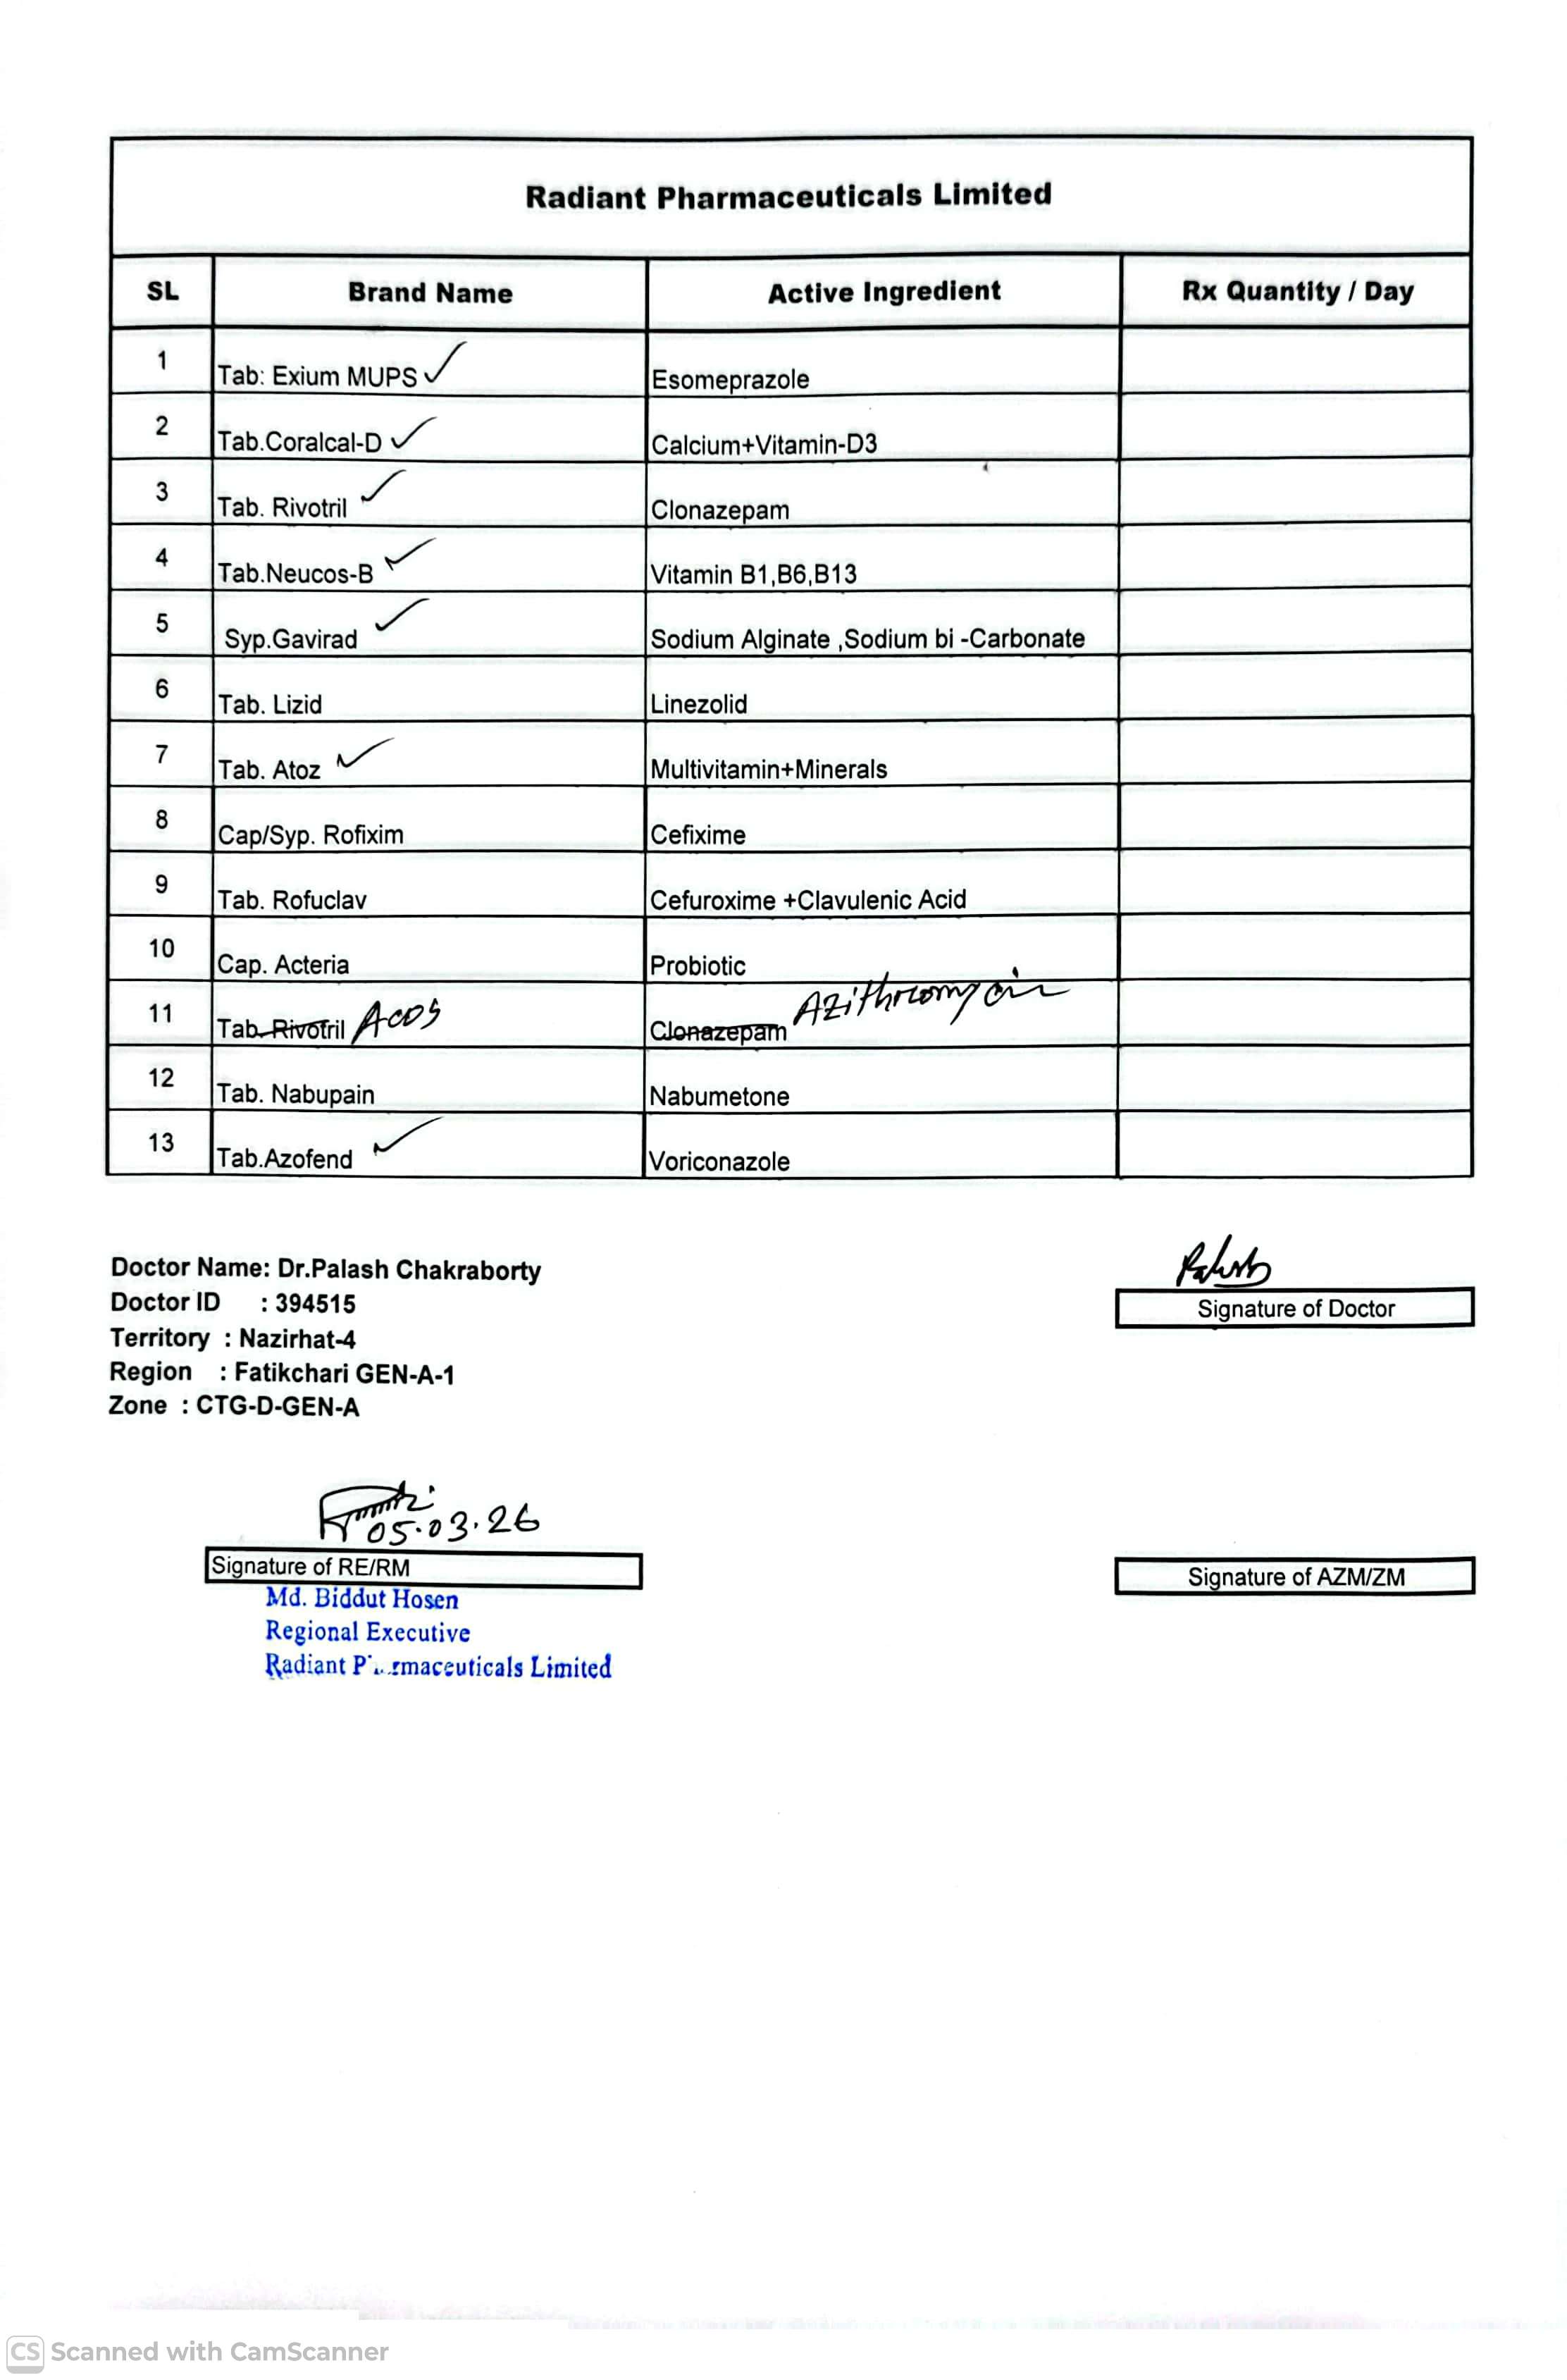 Radiant Pharmaceuticals Limited
SL Brand Name Active Ingredient Rx Quantity / Day
1 Tab: Exium MUPS ✓ Esomeprazole
2 Tab.Coralcal-D ✓ Calcium+Vitamin-D3
3 Tab. Rivotril ✓ Clonazepam
4 Tab.Neucos-B ✓ Vitamin B1,B6,B13
5 Syp.Gavirad ✓ Sodium Alginate ,Sodium bi -Carbonate
6 Tab. Lizid Linezolid
7 Tab. Atoz ✓ Multivitamin+Minerals
8 Cap/Syp. Rofixim Cefixime
9 Tab. Rofuclav Cefuroxime +Clavulenic Acid
10 Cap. Acteria Probiotic
11 Tab. Rivotril Acos Clonazepam Azithromycin
12 Tab. Nabupain Nabumetone
13 Tab.Azofend ✓ Voriconazole
Doctor Name: Dr.Palash Chakraborty
Doctor ID : 394515
Territory : Nazirhat-4
Region : Fatikchari GEN-A-1
Zone : CTG-D-GEN-A
Signature of Doctor
05.03.26
Signature of RE/RM
Md. Biddut Hosen
Regional Executive
Radiant Pharmaceuticals Limited
Signature of AZM/ZM
CS Scanned with CamScanner